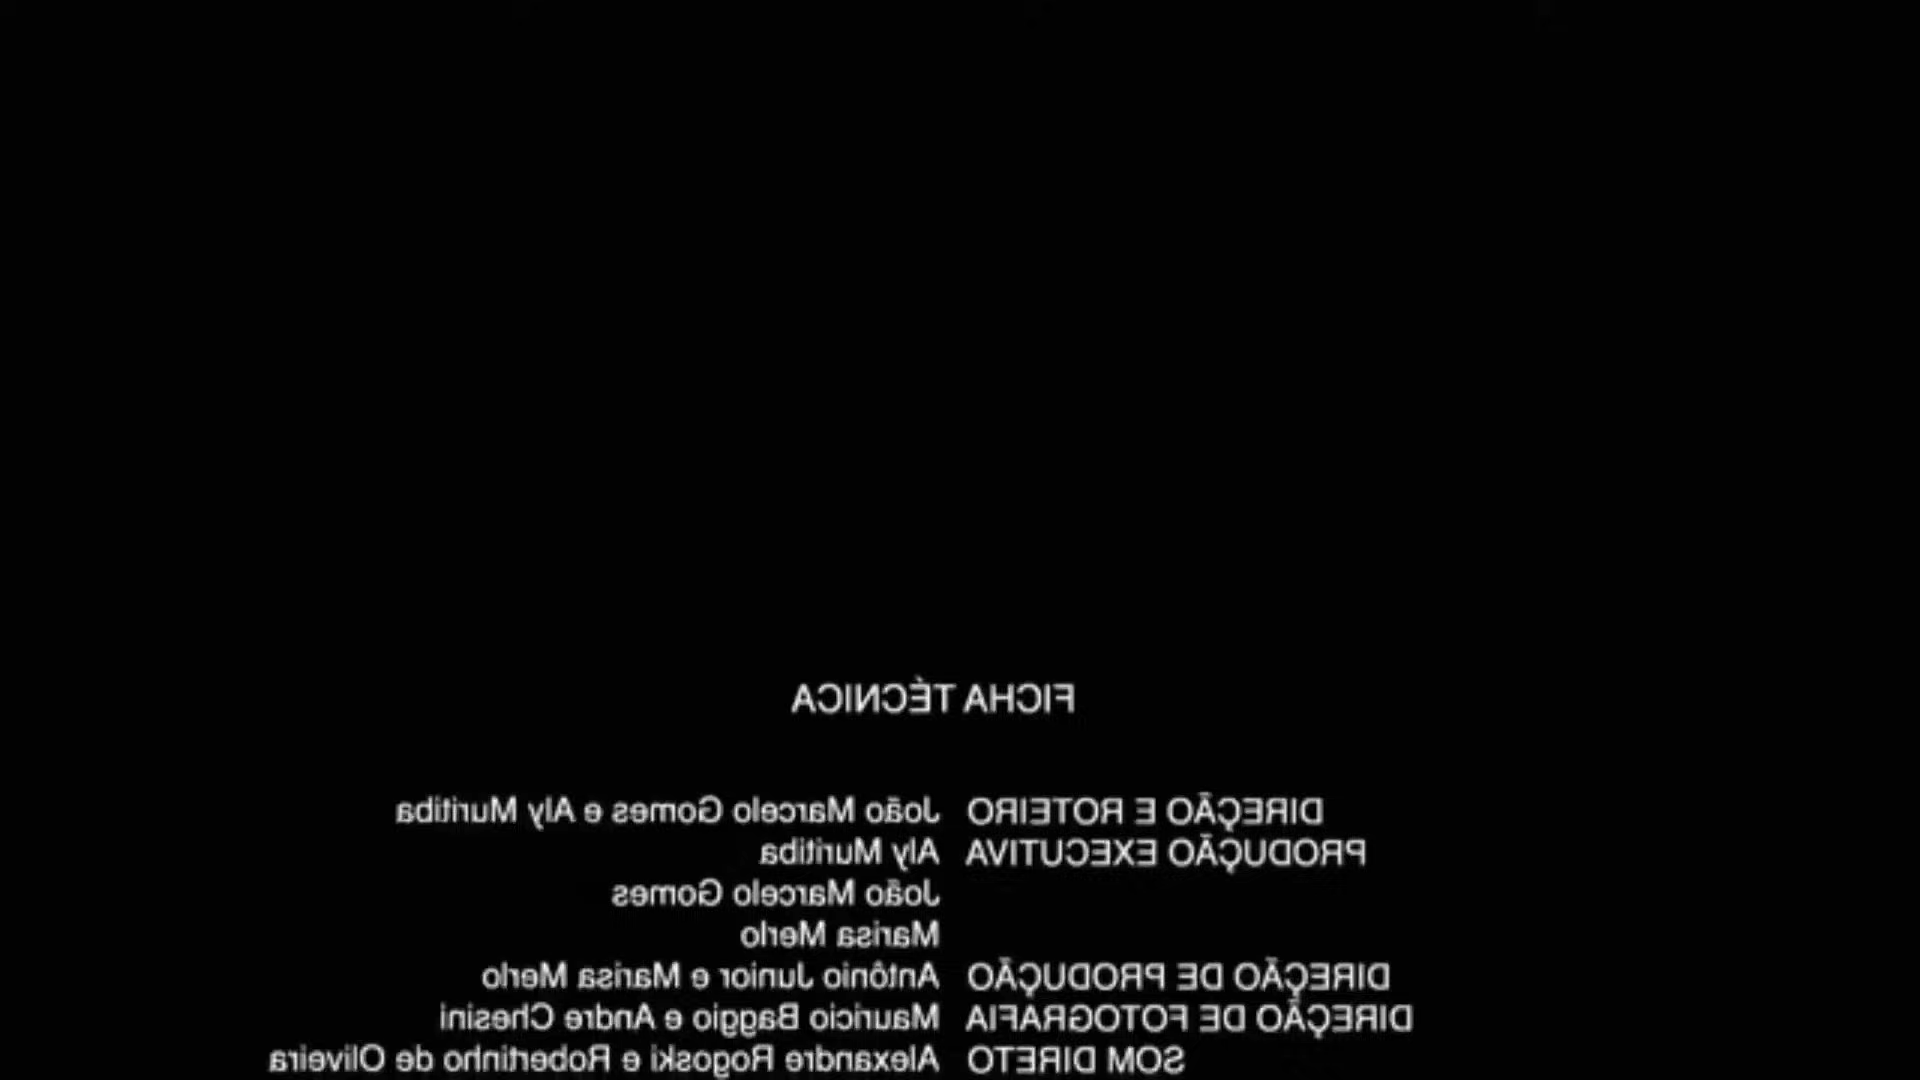 FICHA TÉCNICA
DIREÇÃO E ROTEIRO João Marcelo Gomes e Aly Muritiba
PRODUÇÃO EXECUTIVA Aly Muritiba
João Marcelo Gomes
Marisa Merlo
DIREÇÃO DE PRODUÇÃO Antônio Junior e Marisa Merlo
DIREÇÃO DE FOTOGRAFIA Mauricio Baggio e Andre Chesini
SOM DIRETO Alexandre Rogoski e Robertinho de Oliveira